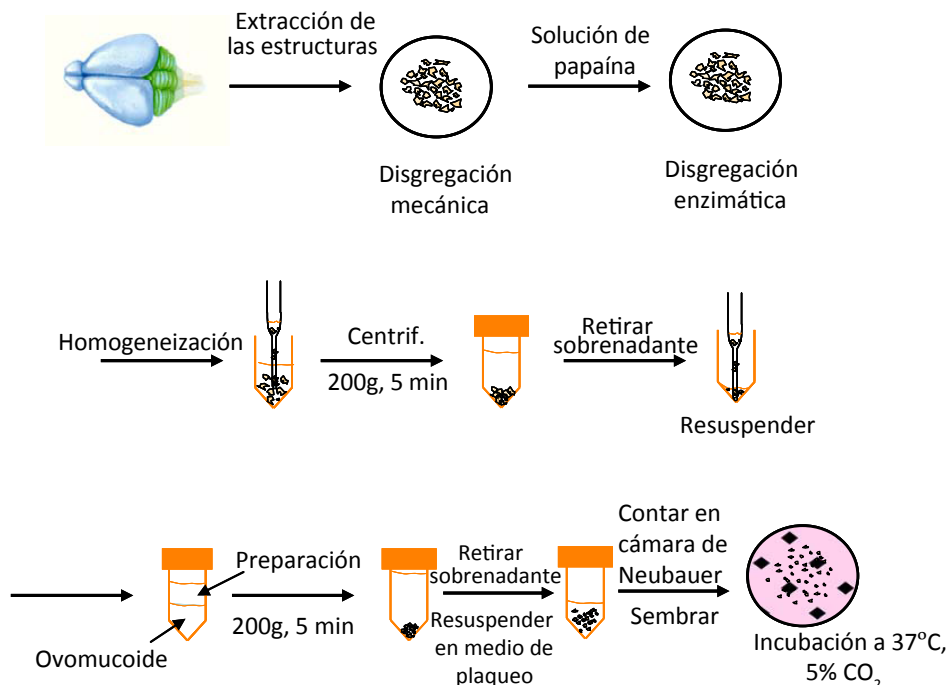 Extracción de
las estructuras
Solución de
papaína
Disgregación
mecánica
Disgregación
enzimática
Homogeneización
Centrif.
200g, 5 min
Retirar
sobrenadante
Resuspender
Preparación
200g, 5 min
Ovomucoide
Retirar
sobrenadante
Resuspender
en medio de
plaqueo
Contar en
cámara de
Neubauer
Sembrar
Incubación a 37ºC,
5% CO₂